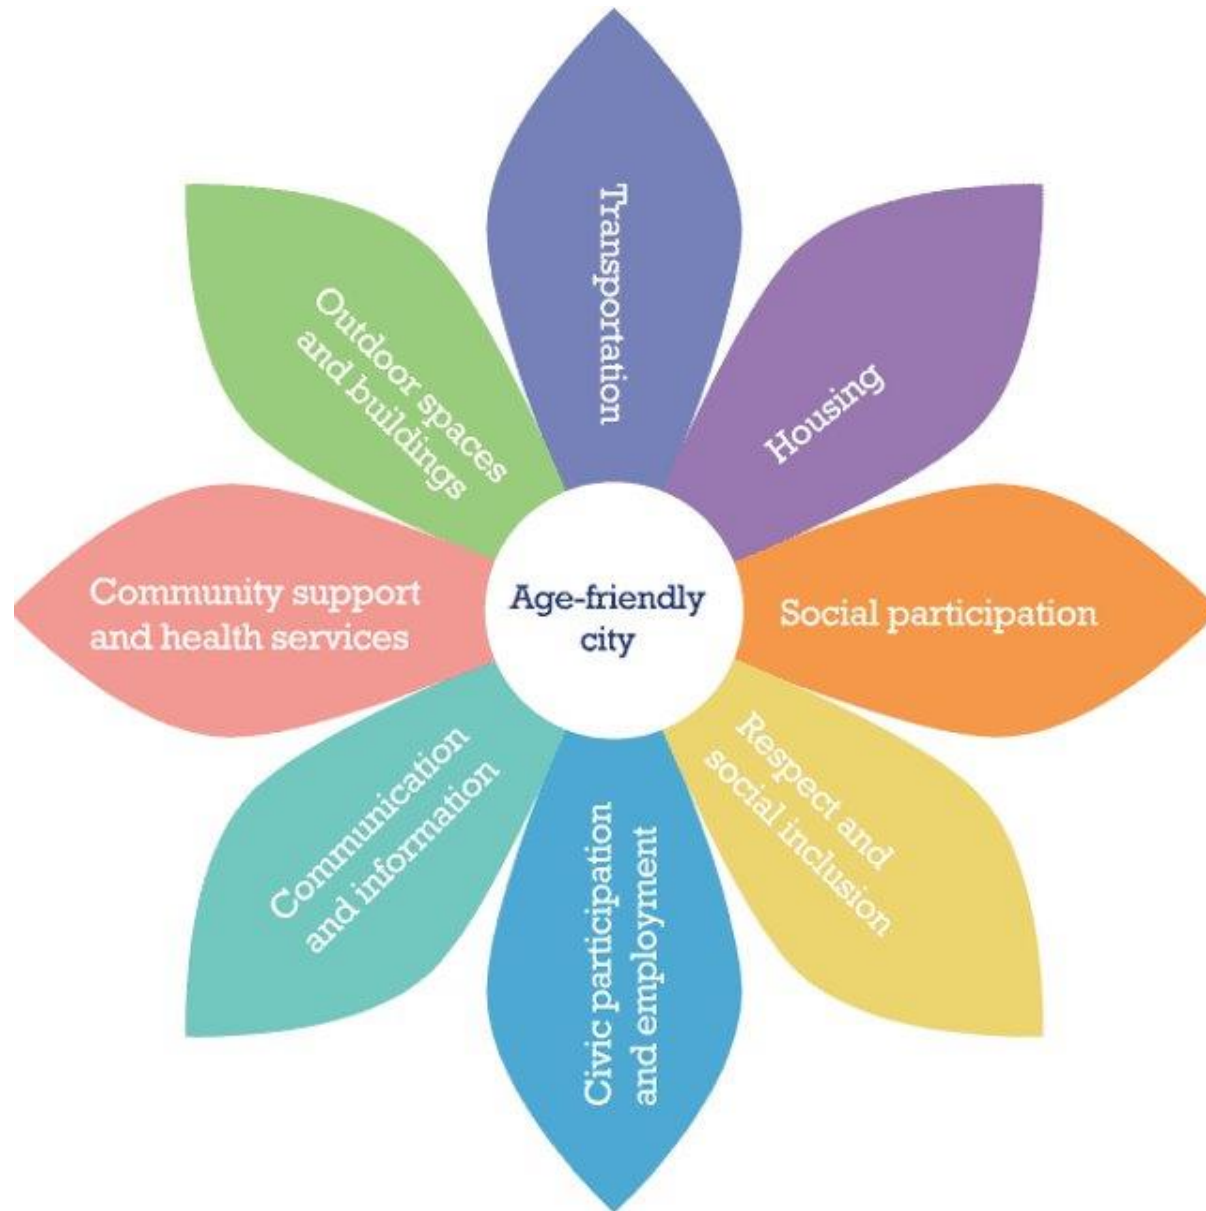 Transportation
Housing
Social participation
Respect and
social inclusion
Civic participation
and employment
Communication
and information
Community support
and health services
Outdoor spaces
and buildings
Age-friendly
city